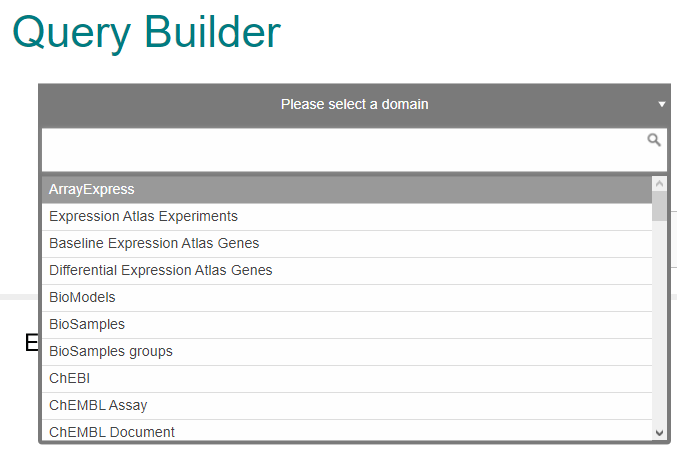 Query Builder
Please select a domain
ArrayExpress
Expression Atlas Experiments
Baseline Expression Atlas Genes
Differential Expression Atlas Genes
BioModels
BioSamples
E
BioSamples groups
ChEBI
ChEMBL Assay
ChEMBL Document